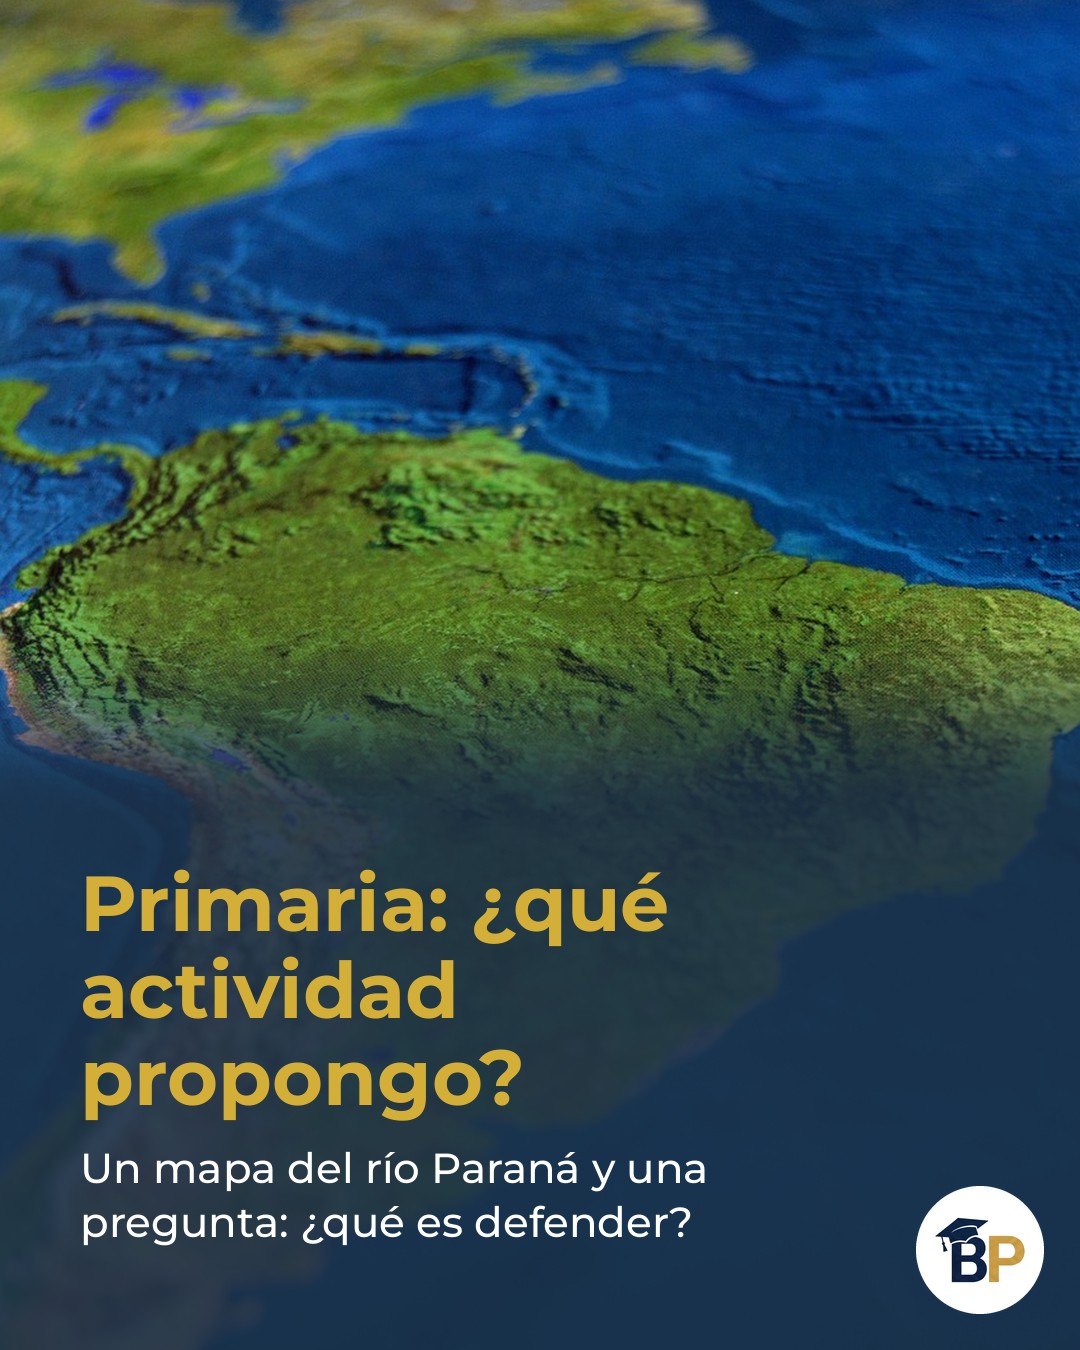 Primaria: ¿qué
actividad
propongo?
Un mapa del río Paraná y una
pregunta: ¿qué es defender?
BP